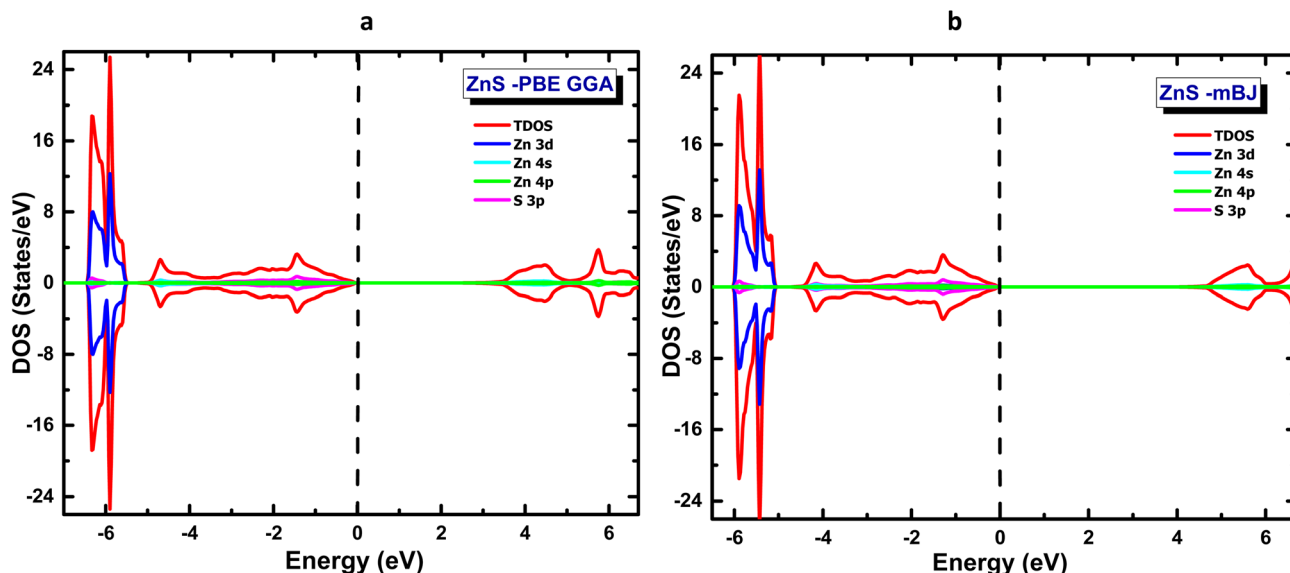 a
ZnS -PBE GGA
TDOS
Zn 3d
Zn 4s
Zn 4p
S 3p
24
16
8
0
-8
-16
-24
DOS (States/eV)
-6
-4
-2
0
2
4
6
Energy (eV)
b
ZnS -mBJ
TDOS
Zn 3d
Zn 4s
Zn 4p
S 3p
24
16
8
0
-8
-16
-24
DOS (States/eV)
-6
-4
-2
0
2
4
6
Energy (eV)